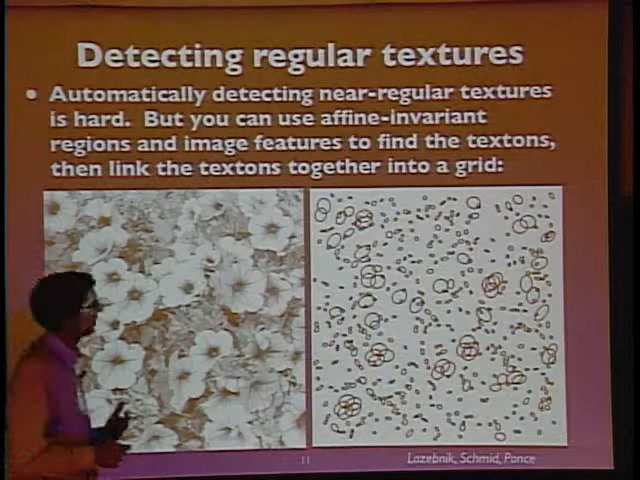 Detecting regular textures
• Automatically detecting near-regular textures
is hard. But you can use affine-invariant
regions and image features to find the textons,
then link the textons together into a grid:
11
Lazebnik, Schmid, Ponce